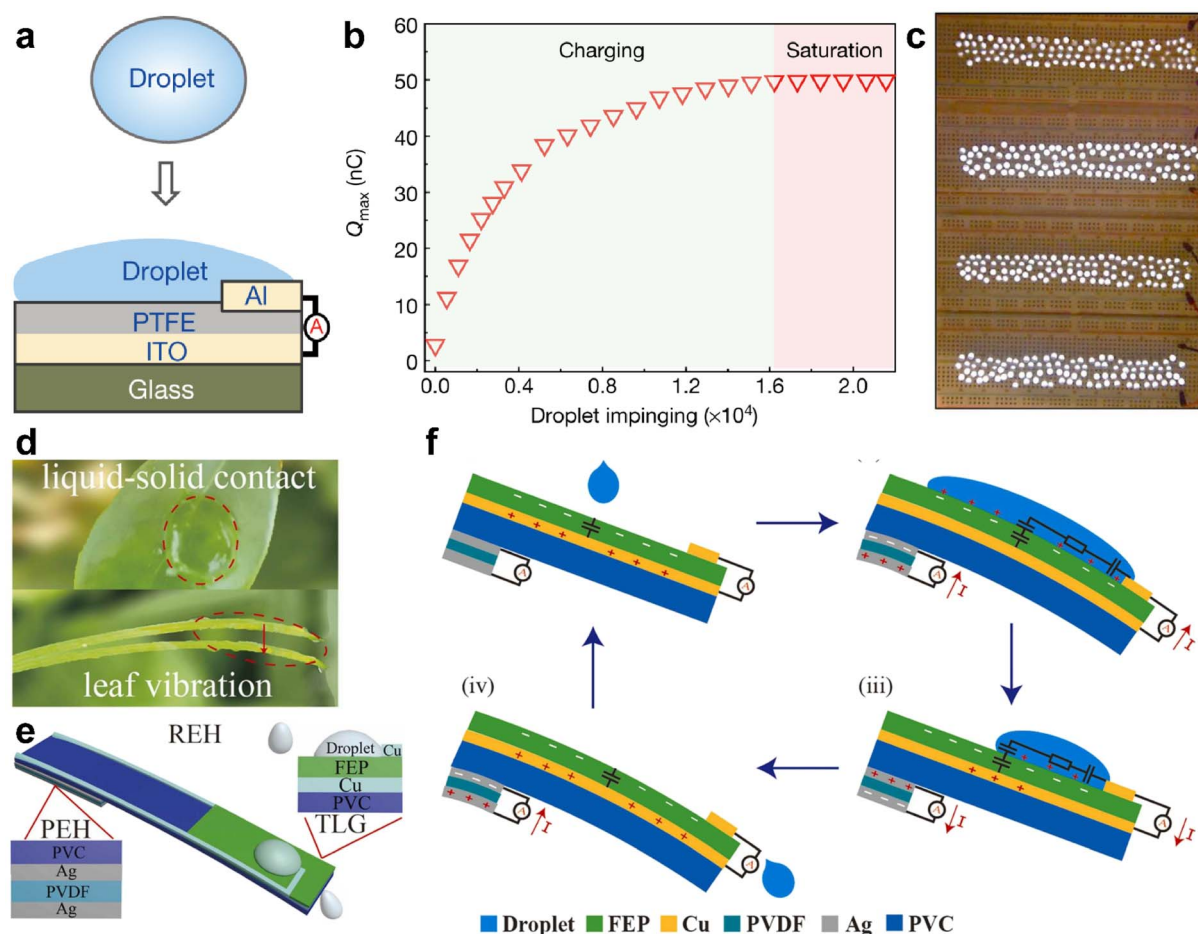 a
Droplet
Droplet
Al
PTFE
A
ITO
Glass
b
Charging
Saturation
60
50
40
30
20
10
0
Qmax (nC)
0.0
0.4
0.8
1.2
1.6
2.0
Droplet impinging (×10⁴)
c
d
liquid-solid contact
leaf vibration
e
REH
Droplet
Cu
FEP
Cu
PVC
TLG
PEH
PVC
Ag
PVDF
Ag
f
A
A
A
I
A
I
(iv)
(iii)
A
I
A
A
I
A
I
Droplet
FEP
Cu
PVDF
Ag
PVC